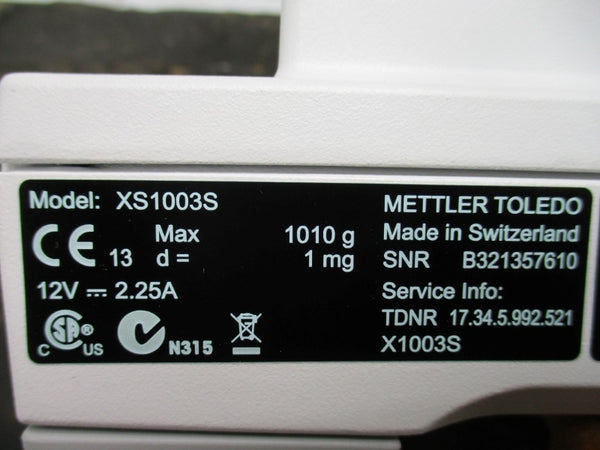 Model: XS1003S
CE 13 Max 1010 g
d = 1 mg
12V ⎓ 2.25A
C SA ® US N315
METTLER TOLEDO
Made in Switzerland
SNR B321357610
Service Info:
TDNR 17.34.5.992.521
X1003S